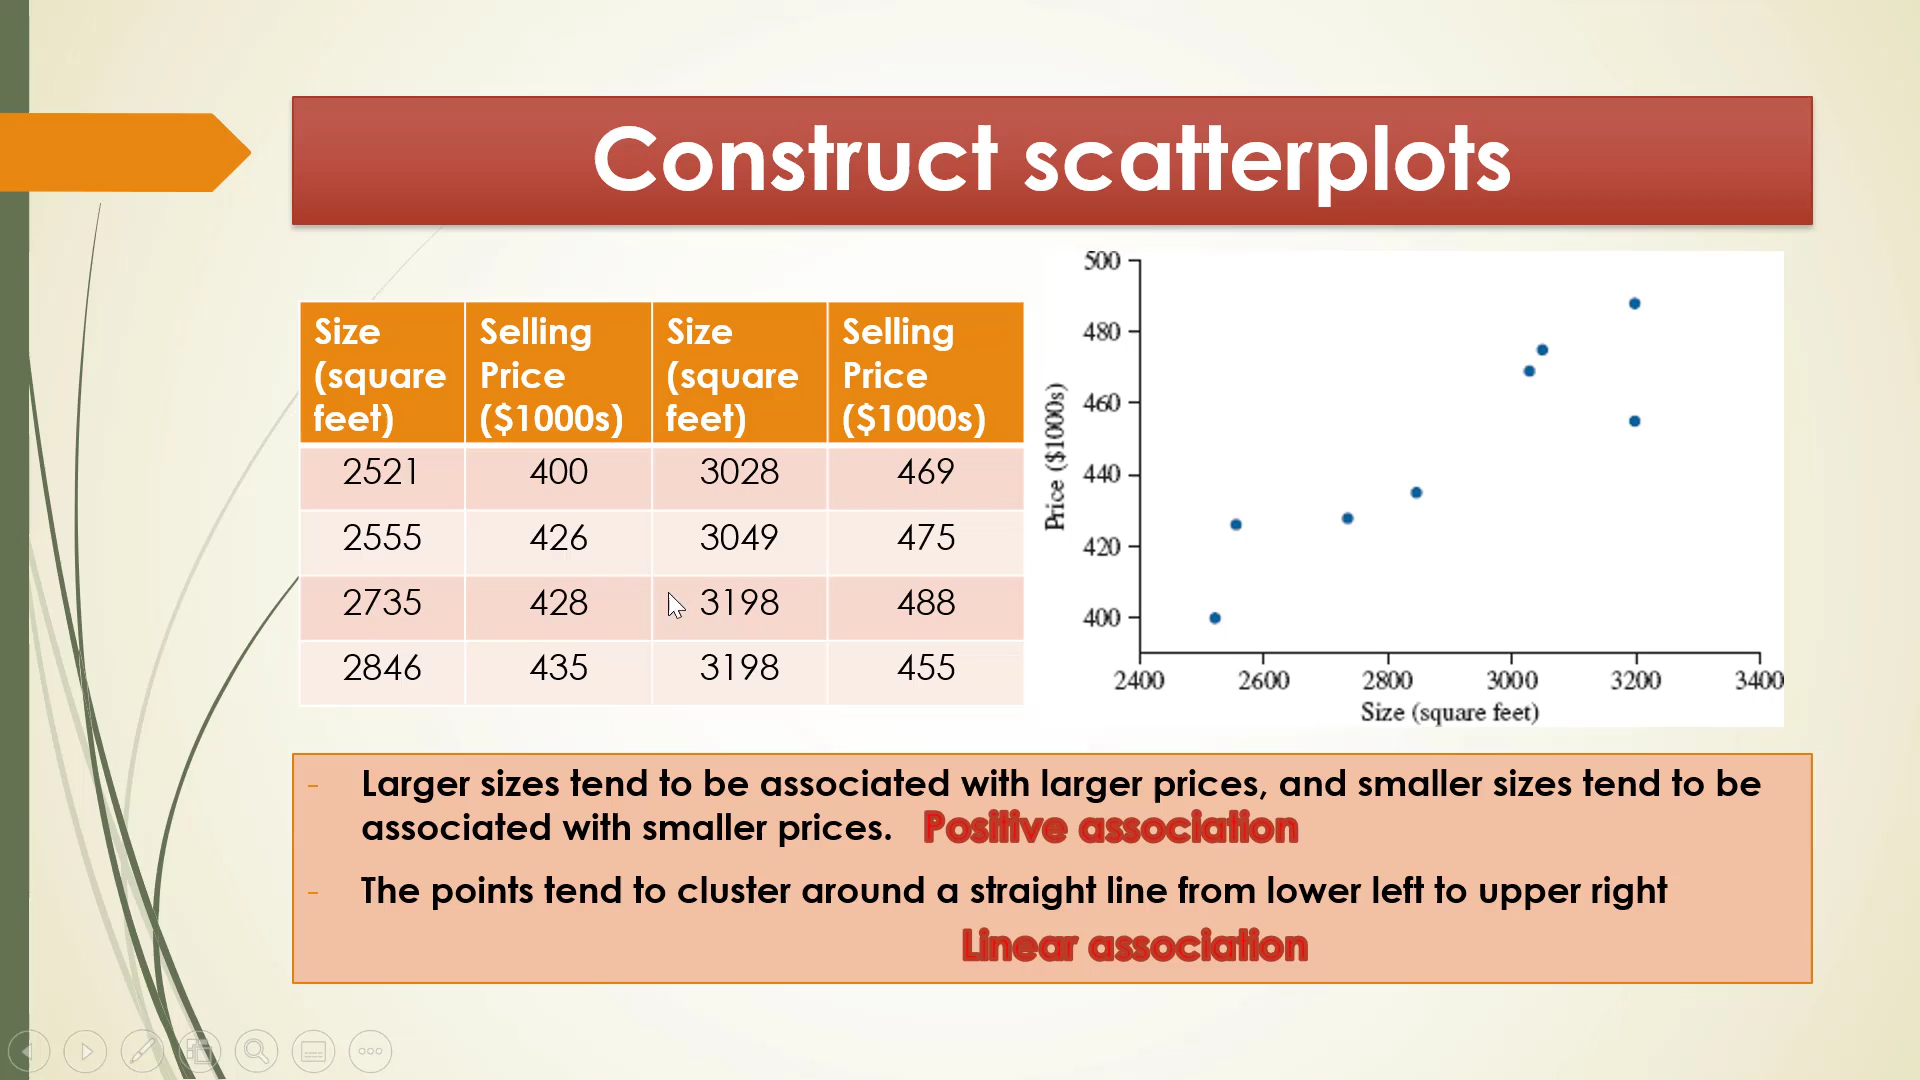 Construct scatterplots
Size Selling Size Selling
(square Price (square Price
feet) ($1000s) feet) ($1000s)
2521 400 3028 469
2555 426 3049 475
2735 428 3198 488
2846 435 3198 455
500
480
460
440
420
400
Price ($1000s)
2400 2600 2800 3000 3200 3400
Size (square feet)
- Larger sizes tend to be associated with larger prices, and smaller sizes tend to be
associated with smaller prices. Positive association
- The points tend to cluster around a straight line from lower left to upper right
Linear association